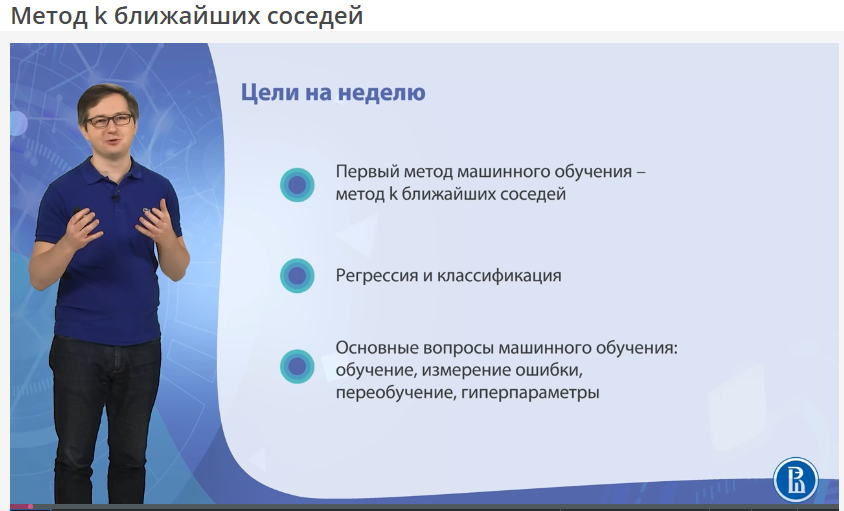 Метод k ближайших соседей
Цели на неделю
Первый метод машинного обучения –
метод k ближайших соседей
Регрессия и классификация
Основные вопросы машинного обучения:
обучение, измерение ошибки,
переобучение, гиперпараметры